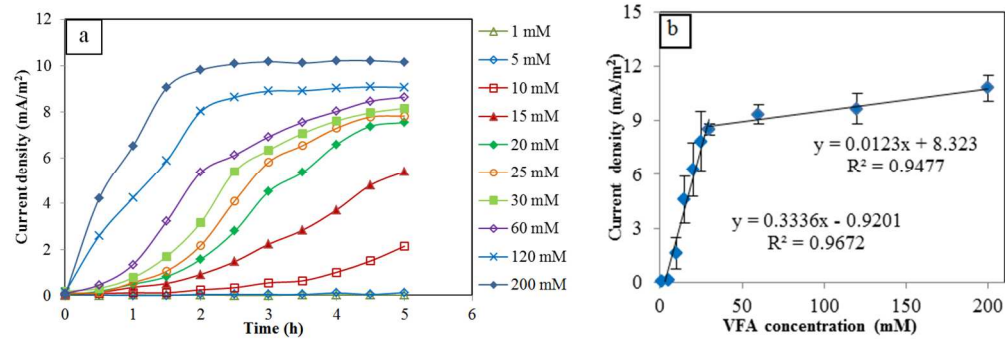 a
Current density (mA/m²)
12
10
8
6
4
2
0
0 1 2 3 4 5 6
Time (h)
1 mM
5 mM
10 mM
15 mM
20 mM
25 mM
30 mM
60 mM
120 mM
200 mM
b
Current density (mA/m²)
15
12
9
6
3
0
y = 0.0123x + 8.323
R² = 0.9477
y = 0.3336x - 0.9201
R² = 0.9672
0 50 100 150 200
VFA concentration (mM)